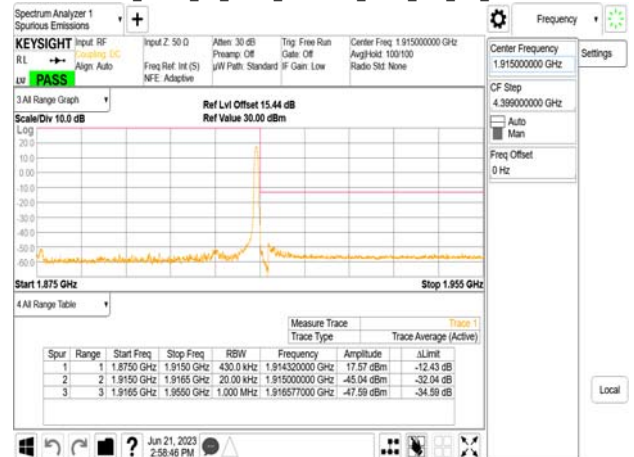 Spectrum Analyzer 1
Spurious Emissions
Frequency
KEYSIGHT
Input: RF
Coupling: DC
Align: Auto
Input Z: 50 Ω
Freq Ref: Int (S)
NFE: Adaptive
Atten: 30 dB
Preamp: Off
µW Path: Standard
Trig: Free Run
Gate: Off
IF Gain: Low
Center Freq: 1.915000000 GHz
Avg|Hold: 100/100
Radio Std: None
RL
LV
PASS
Center Frequency
1.915000000 GHz
Settings
CF Step
4.399000000 GHz
Auto
Man
Freq Offset
0 Hz
Local
3 All Range Graph
Scale/Div 10.0 dB
Ref Lvl Offset 15.44 dB
Ref Value 30.00 dBm
Log
20.0
10.0
0.00
-10.0
-20.0
-30.0
-40.0
-50.0
-60.0
Start 1.875 GHz
Stop 1.955 GHz
4 All Range Table
Measure Trace Trace 1
Trace Type Trace Average (Active)
Spur Range Start Freq Stop Freq RBW Frequency Amplitude ΔLimit
1 1 1.8750 GHz 1.9150 GHz 430.0 kHz 1.914320000 GHz 17.57 dBm -12.43 dB
2 2 1.9150 GHz 1.9165 GHz 20.00 kHz 1.915000000 GHz -45.04 dBm -32.04 dB
3 3 1.9165 GHz 1.9550 GHz 1.000 MHz 1.916577000 GHz -47.59 dBm -34.59 dB
Jun 21, 2023
2:58:46 PM